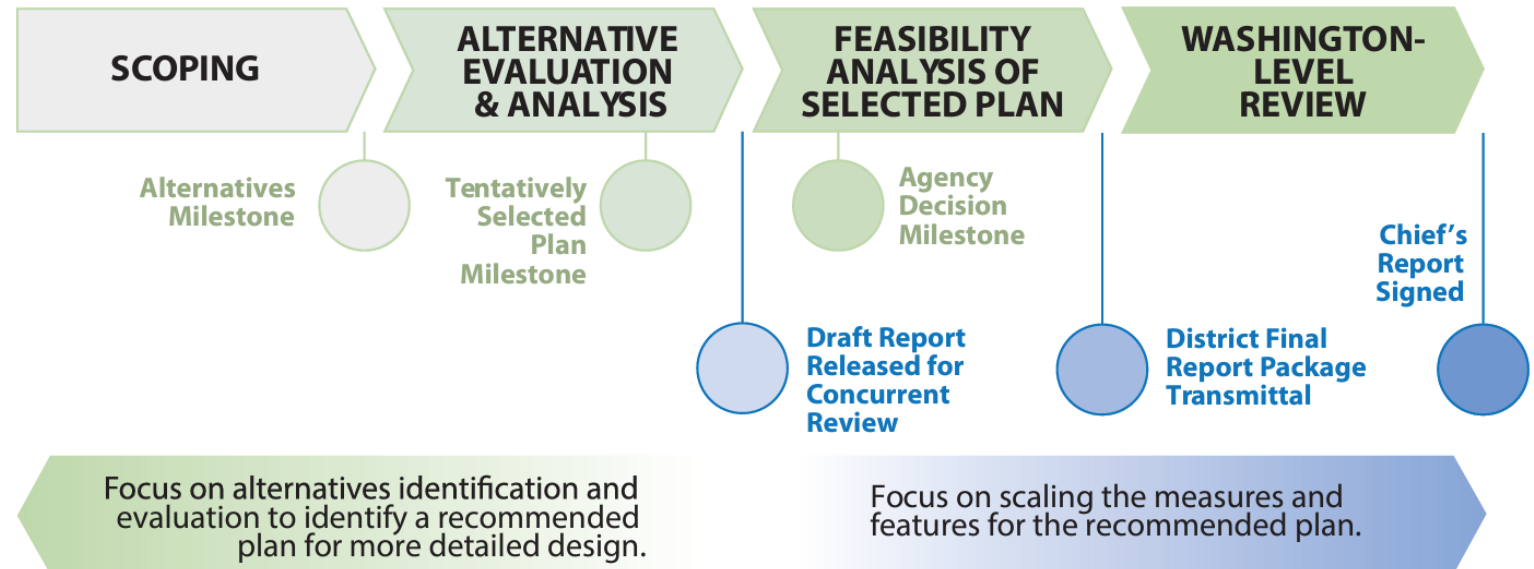 SCOPING
ALTERNATIVE
EVALUATION
& ANALYSIS
FEASIBILITY
ANALYSIS OF
SELECTED PLAN
WASHINGTON-
LEVEL
REVIEW
Alternatives
Milestone
Tentatively
Selected
Plan
Milestone
Agency
Decision
Milestone
Chief's
Report
Signed
Draft Report
Released for
Concurrent
Review
District Final
Report Package
Transmittal
Focus on alternatives identification and
evaluation to identify a recommended
plan for more detailed design.
Focus on scaling the measures and
features for the recommended plan.